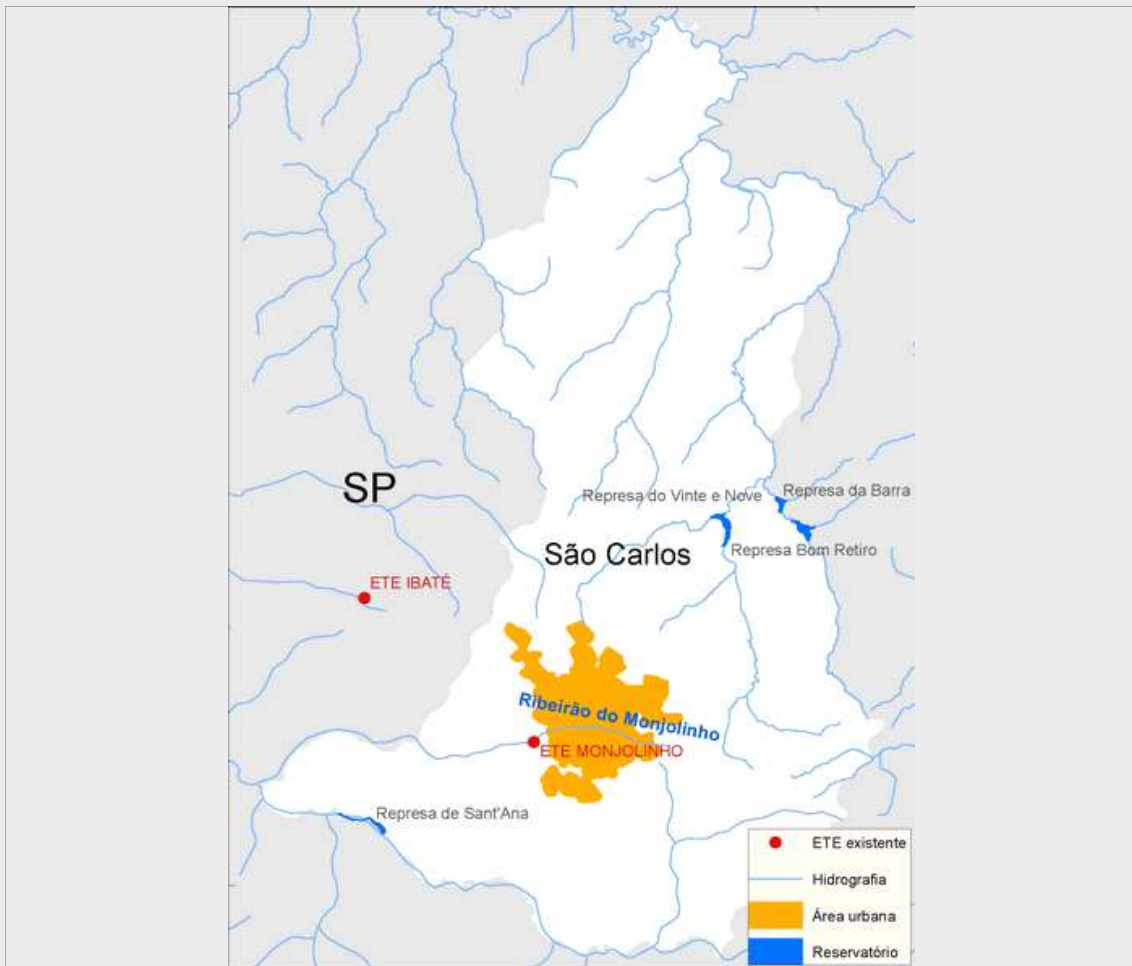 SP
Represa do Vinte e Nove
Represa da Barra
São Carlos
Represa Bom Retiro
ETE IBATÉ
Ribeirão do Monjolinho
ETE MONJOLINHO
Represa de Sant'Ana
ETE existente
Hidrografia
Área urbana
Reservatório